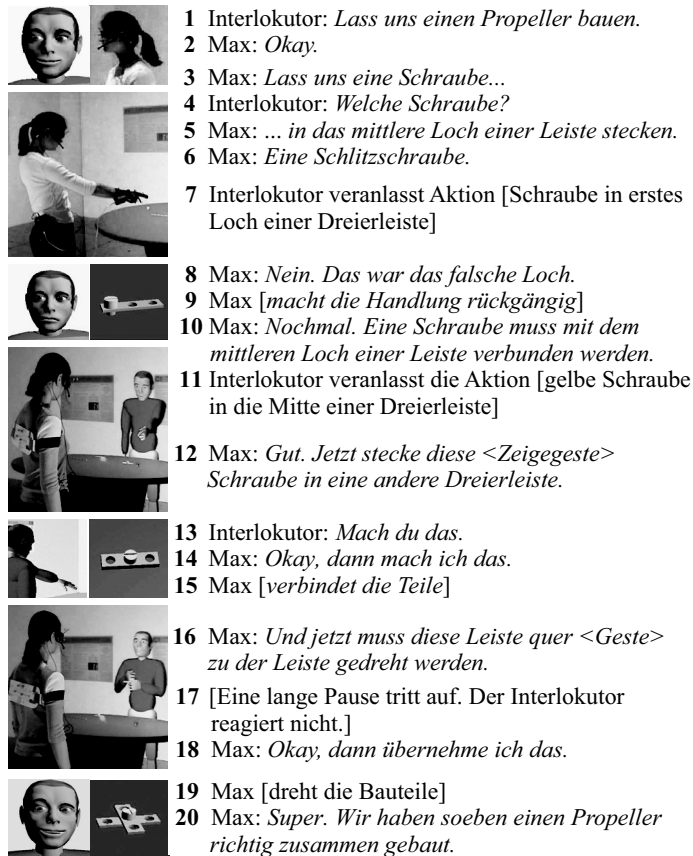 1 Interlokutor: Lass uns einen Propeller bauen.
2 Max: Okay.
3 Max: Lass uns eine Schraube...
4 Interlokutor: Welche Schraube?
5 Max: ... in das mittlere Loch einer Leiste stecken.
6 Max: Eine Schlitzschraube.
7 Interlokutor veranlasst Aktion [Schraube in erstes
Loch einer Dreierleiste]
8 Max: Nein. Das war das falsche Loch.
9 Max [macht die Handlung rückgängig]
10 Max: Nochmal. Eine Schraube muss mit dem
mittleren Loch einer Leiste verbunden werden.
11 Interlokutor veranlasst die Aktion [gelbe Schraube
in die Mitte einer Dreierleiste]
12 Max: Gut. Jetzt stecke diese <Zeigegeste>
Schraube in eine andere Dreierleiste.
13 Interlokutor: Mach du das.
14 Max: Okay, dann mach ich das.
15 Max [verbindet die Teile]
16 Max: Und jetzt muss diese Leiste quer <Geste>
zu der Leiste gedreht werden.
17 [Eine lange Pause tritt auf. Der Interlokutor
reagiert nicht.]
18 Max: Okay, dann übernehme ich das.
19 Max [dreht die Bauteile]
20 Max: Super. Wir haben soeben einen Propeller
richtig zusammen gebaut.